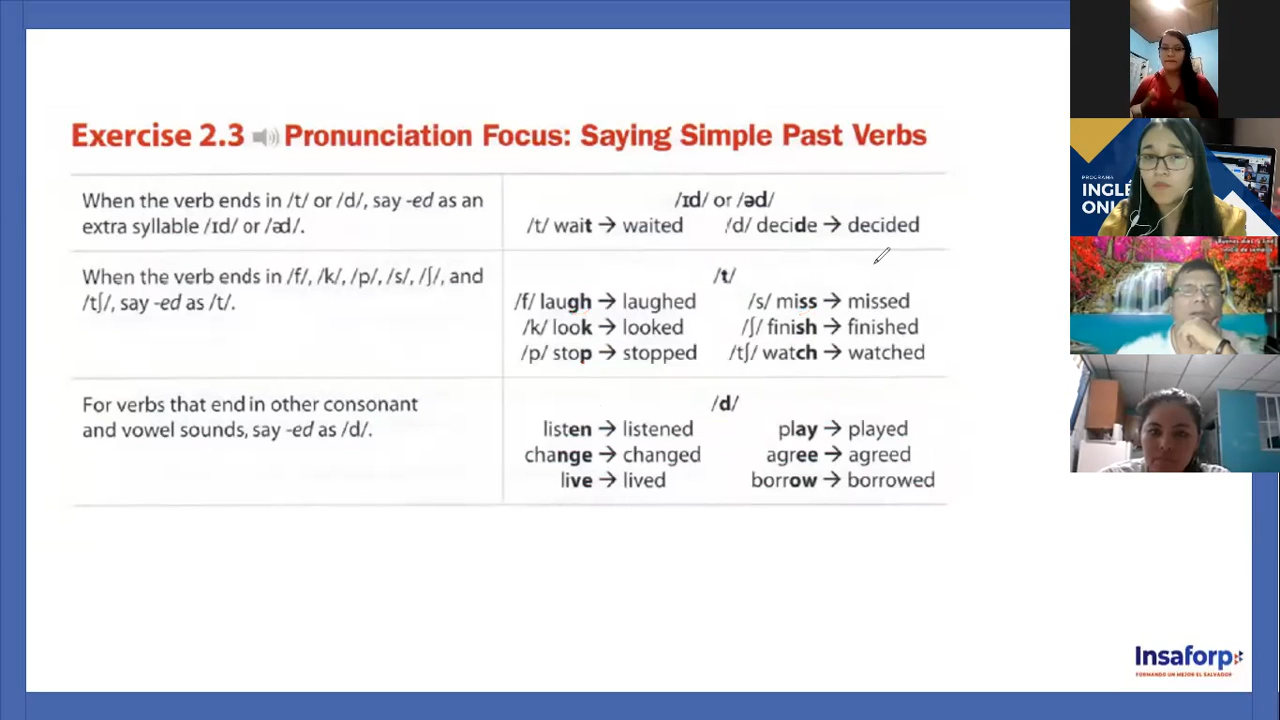 Exercise 2.3 Pronunciation Focus: Saying Simple Past Verbs
When the verb ends in /t/ or /d/, say -ed as an
extra syllable /ɪd/ or /əd/.
/ɪd/ or /əd/
/t/ wait → waited /d/ decide → decided
When the verb ends in /f/, /k/, /p/, /s/, /ʃ/, and
/tʃ/, say -ed as /t/.
/t/
/f/ laugh → laughed /s/ miss → missed
/k/ look → looked /ʃ/ finish → finished
/p/ stop → stopped /tʃ/ watch → watched
For verbs that end in other consonant
and vowel sounds, say -ed as /d/.
/d/
listen → listened play → played
change → changed agree → agreed
live → lived borrow → borrowed
PROGRAMA
INGLÉ
ONL
Insaforp
FORMANDO UN MEJOR EL SALVADOR